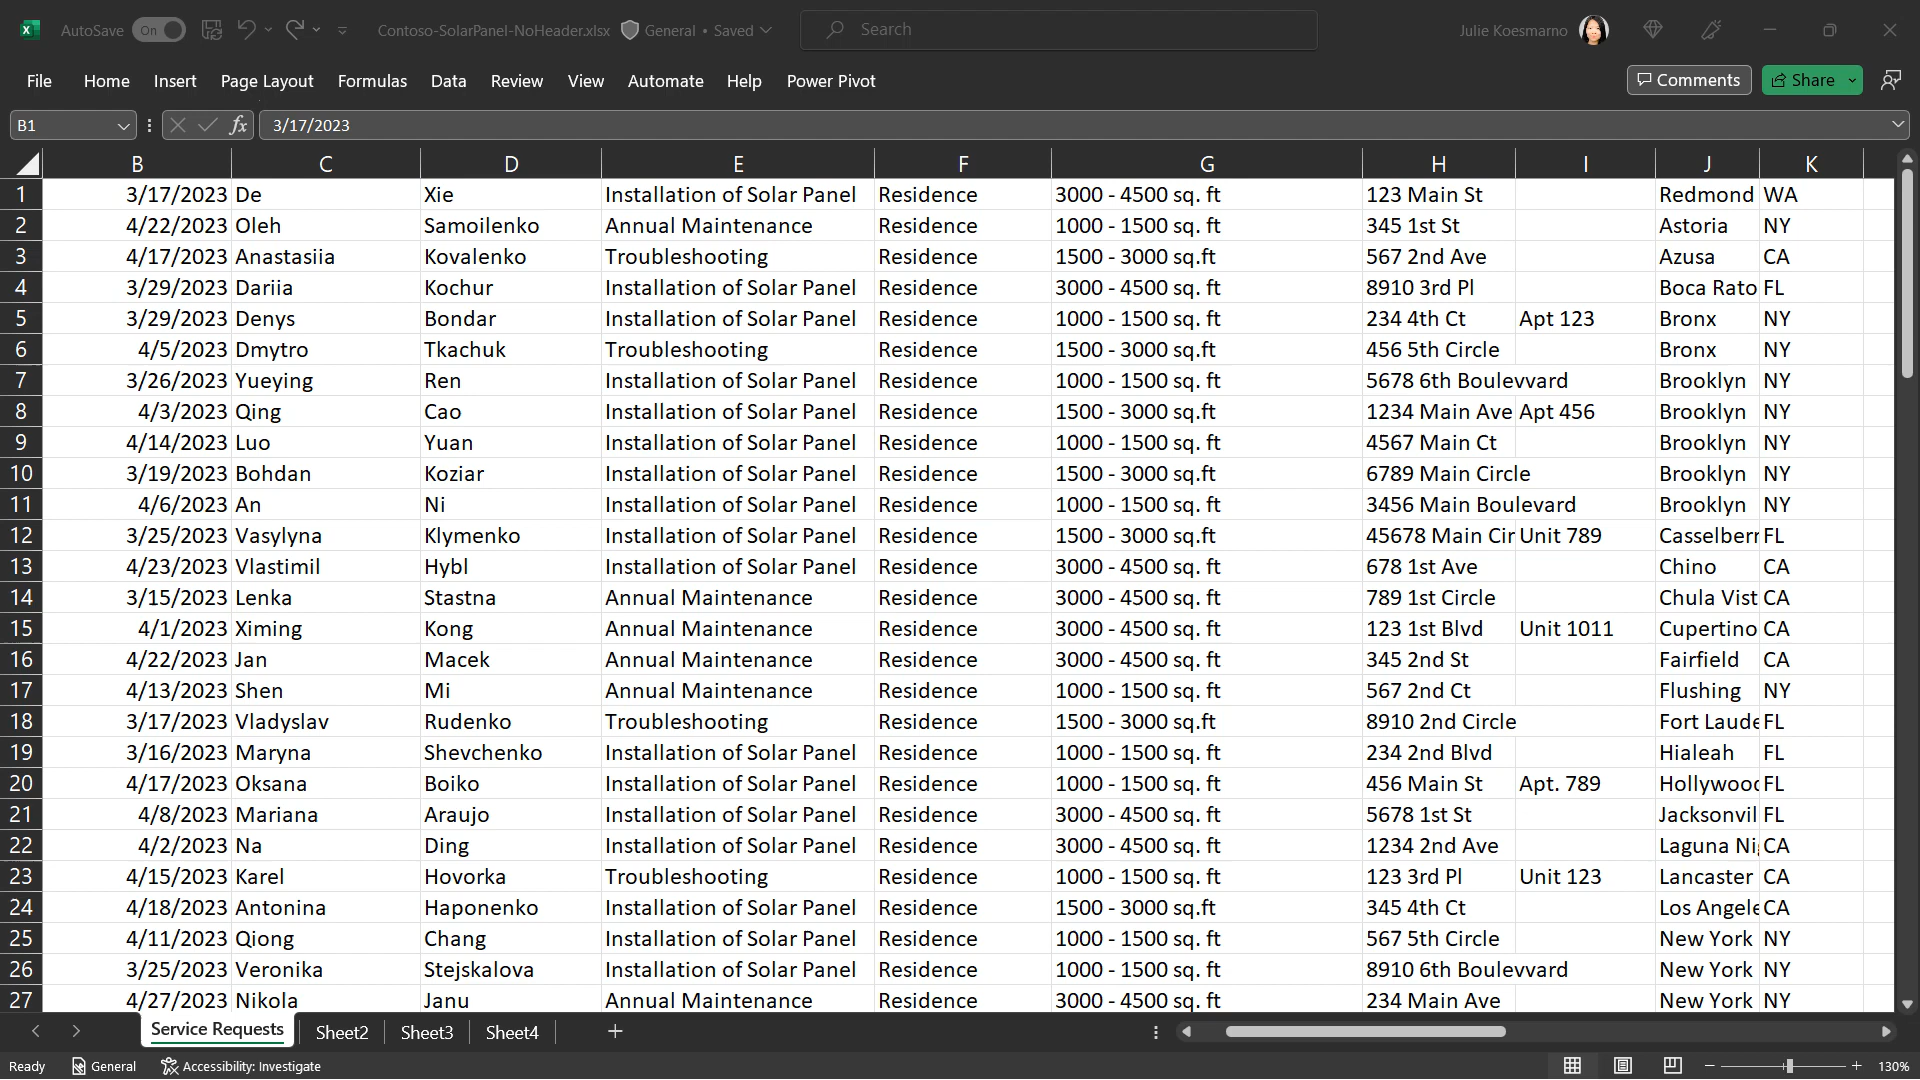 AutoSave On Contoso-SolarPanel-NoHeader.xlsx General • Saved Search Julie Koesmarno
File Home Insert Page Layout Formulas Data Review View Automate Help Power Pivot Comments Share
B1 fx 3/17/2023
B C D E F G H I J K
1 3/17/2023 De Xie Installation of Solar Panel Residence 3000 - 4500 sq. ft 123 Main St Redmond WA
2 4/22/2023 Oleh Samoilenko Annual Maintenance Residence 1000 - 1500 sq. ft 345 1st St Astoria NY
3 4/17/2023 Anastasiia Kovalenko Troubleshooting Residence 1500 - 3000 sq.ft 567 2nd Ave Azusa CA
4 3/29/2023 Dariia Kochur Installation of Solar Panel Residence 3000 - 4500 sq. ft 8910 3rd Pl Boca Rato FL
5 3/29/2023 Denys Bondar Installation of Solar Panel Residence 1000 - 1500 sq. ft 234 4th Ct Apt 123 Bronx NY
6 4/5/2023 Dmytro Tkachuk Troubleshooting Residence 1500 - 3000 sq.ft 456 5th Circle Bronx NY
7 3/26/2023 Yueying Ren Installation of Solar Panel Residence 1000 - 1500 sq. ft 5678 6th Boulevvard Brooklyn NY
8 4/3/2023 Qing Cao Installation of Solar Panel Residence 1500 - 3000 sq.ft 1234 Main Ave Apt 456 Brooklyn NY
9 4/14/2023 Luo Yuan Installation of Solar Panel Residence 1000 - 1500 sq. ft 4567 Main Ct Brooklyn NY
10 3/19/2023 Bohdan Koziar Installation of Solar Panel Residence 1500 - 3000 sq.ft 6789 Main Circle Brooklyn NY
11 4/6/2023 An Ni Installation of Solar Panel Residence 1000 - 1500 sq. ft 3456 Main Boulevard Brooklyn NY
12 3/25/2023 Vasylyna Klymenko Installation of Solar Panel Residence 1500 - 3000 sq.ft 45678 Main Cir Unit 789 Casselberr FL
13 4/23/2023 Vlastimil Hybl Installation of Solar Panel Residence 3000 - 4500 sq. ft 678 1st Ave Chino CA
14 3/15/2023 Lenka Stastna Annual Maintenance Residence 3000 - 4500 sq. ft 789 1st Circle Chula Vist CA
15 4/1/2023 Ximing Kong Annual Maintenance Residence 3000 - 4500 sq. ft 123 1st Blvd Unit 1011 Cupertino CA
16 4/22/2023 Jan Macek Annual Maintenance Residence 3000 - 4500 sq. ft 345 2nd St Fairfield CA
17 4/13/2023 Shen Mi Annual Maintenance Residence 1000 - 1500 sq. ft 567 2nd Ct Flushing NY
18 3/17/2023 Vladyslav Rudenko Troubleshooting Residence 1500 - 3000 sq.ft 8910 2nd Circle Fort Laude FL
19 3/16/2023 Maryna Shevchenko Installation of Solar Panel Residence 1000 - 1500 sq. ft 234 2nd Blvd Hialeah FL
20 4/17/2023 Oksana Boiko Installation of Solar Panel Residence 1000 - 1500 sq. ft 456 Main St Apt. 789 Hollywood FL
21 4/8/2023 Mariana Araujo Installation of Solar Panel Residence 3000 - 4500 sq. ft 5678 1st St Jacksonvil FL
22 4/2/2023 Na Ding Installation of Solar Panel Residence 3000 - 4500 sq. ft 1234 2nd Ave Laguna Ni CA
23 4/15/2023 Karel Hovorka Troubleshooting Residence 1000 - 1500 sq. ft 123 3rd Pl Unit 123 Lancaster CA
24 4/18/2023 Antonina Haponenko Installation of Solar Panel Residence 1500 - 3000 sq.ft 345 4th Ct Los Angele CA
25 4/11/2023 Qiong Chang Installation of Solar Panel Residence 1000 - 1500 sq. ft 567 5th Circle New York NY
26 3/25/2023 Veronika Stejskalova Installation of Solar Panel Residence 1000 - 1500 sq. ft 8910 6th Boulevvard New York NY
27 4/27/2023 Nikola Janu Annual Maintenance Residence 3000 - 4500 sq. ft 234 Main Ave New York NY
Service Requests Sheet2 Sheet3 Sheet4
Ready General Accessibility: Investigate 130%